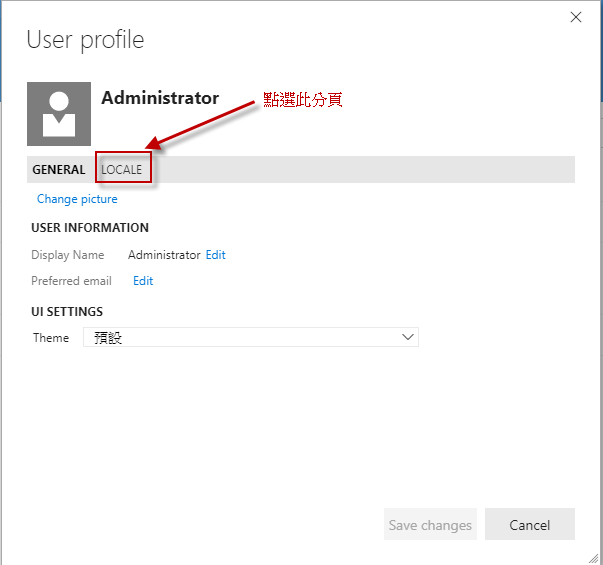 User profile
Administrator
點選此分頁
GENERAL LOCALE
Change picture
USER INFORMATION
Display Name Administrator Edit
Preferred email Edit
UI SETTINGS
Theme 預設
Save changes Cancel